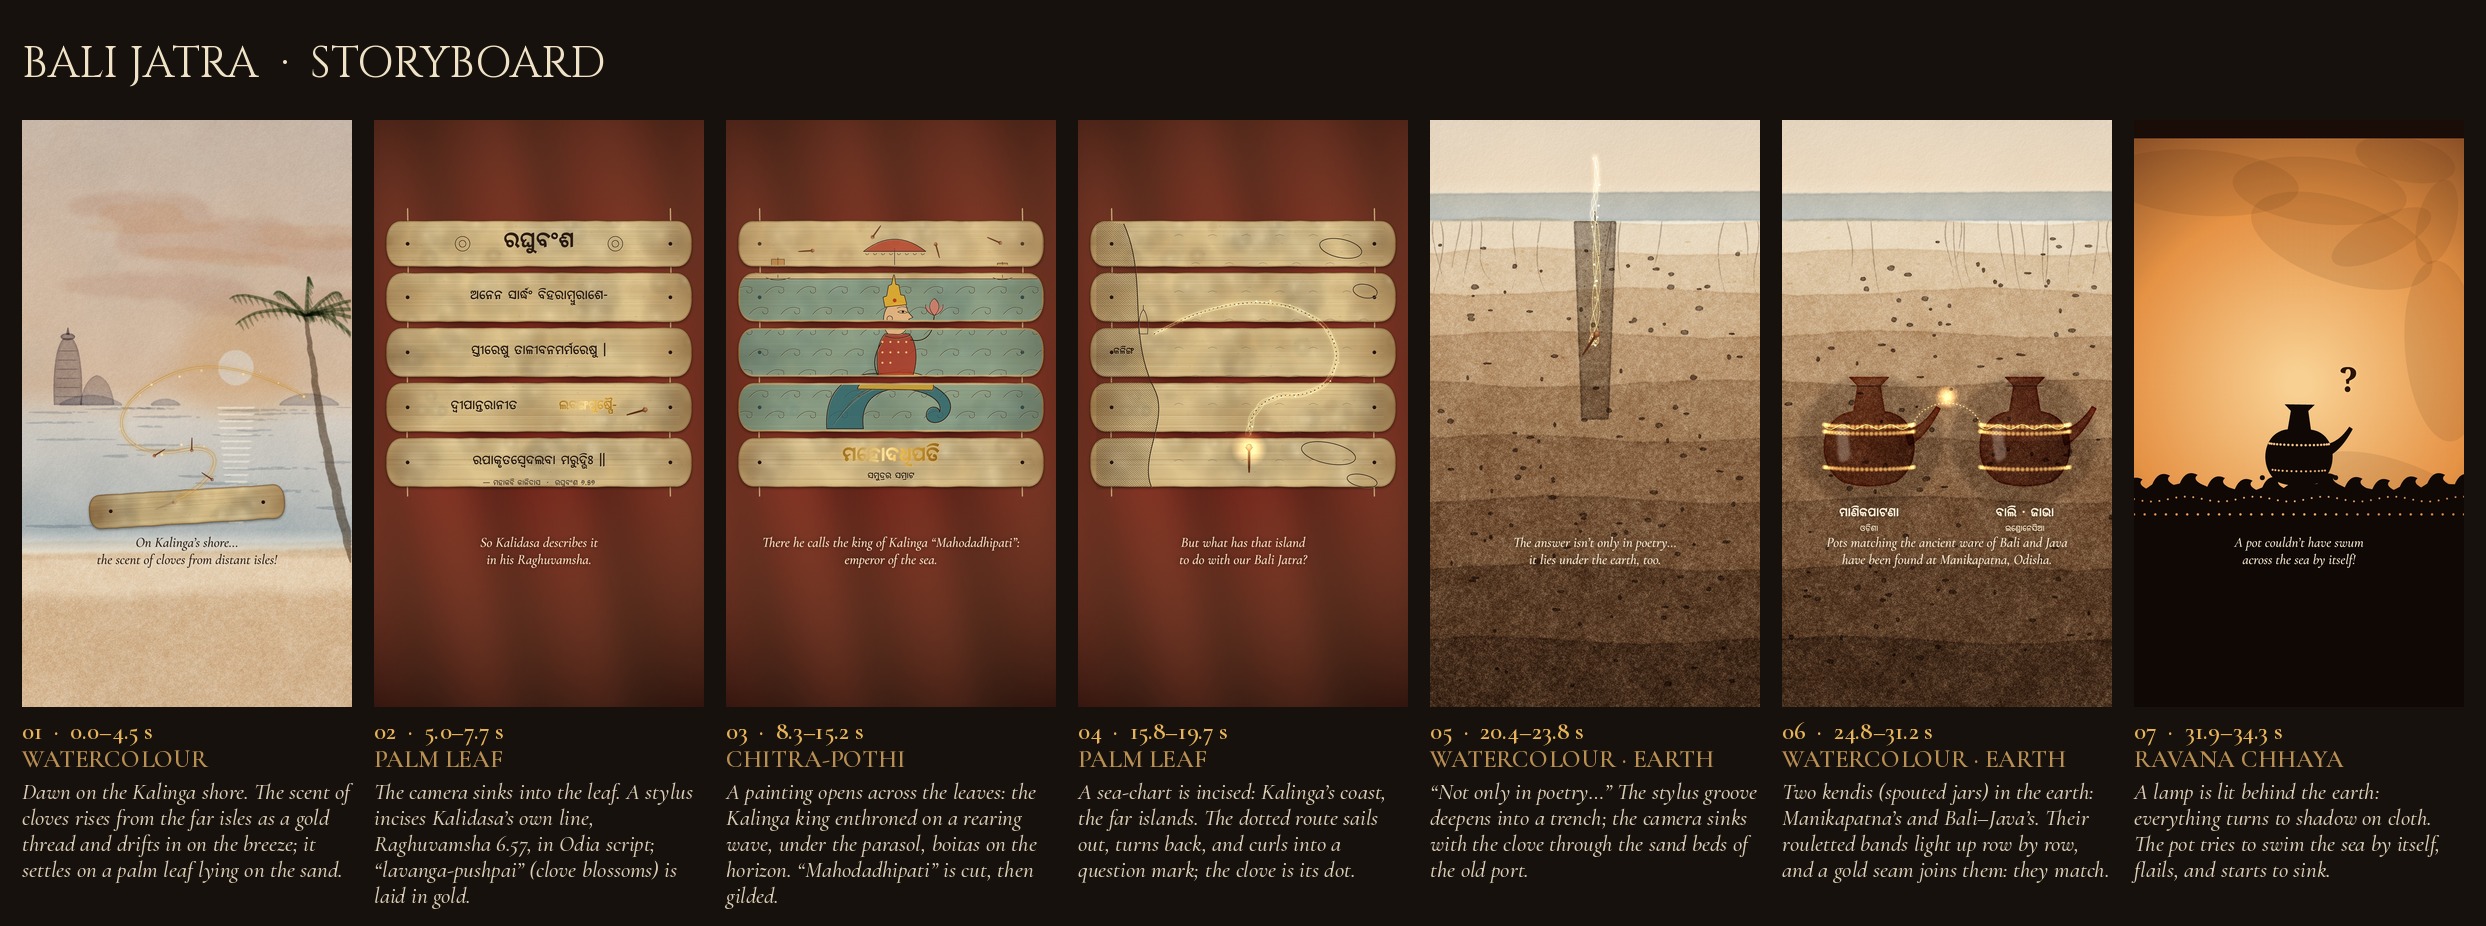 BALI JATRA · STORYBOARD
On Kalinga’s shore...
the scent of cloves from distant isles!
01 · 0.0–4.5 s
WATERCOLOUR
Dawn on the Kalinga shore. The scent of
cloves rises from the far isles as a gold
thread and drifts in on the breeze; it
settles on a palm leaf lying on the sand.
ରଘୁବଂଶ
ଅନେନ ସାର୍ଦ୍ଧଂ ବିହରାମ୍ବୁରାଶେ-
ସ୍ତୀରେଷୁ ତାଳୀବନମର୍ମରେଷୁ |
ଦ୍ୱୀପାନ୍ତରାନୀତ
ରପାକୃତସ୍ୱେଦଲବା ମରୁଦ୍ଭିଃ ||
— ମହାକବି କାଳିଦାସ · ରଘୁବଂଶ ୬.୫୭
So Kalidasa describes it
in his Raghuvamsha.
02 · 5.0–7.7 s
PALM LEAF
The camera sinks into the leaf. A stylus
incises Kalidasa’s own line,
Raghuvamsha 6.57, in Odia script;
“lavanga-pushpai” (clove blossoms) is
laid in gold.
ସମୁଦ୍ରର ସମ୍ରାଟ
There he calls the king of Kalinga “Mahodadhipati”:
emperor of the sea.
03 · 8.3–15.2 s
CHITRA-POTHI
A painting opens across the leaves: the
Kalinga king enthroned on a rearing
wave, under the parasol, boitas on the
horizon. “Mahodadhipati” is cut, then
gilded.
କଳିଙ୍ଗ
But what has that island
to do with our Bali Jatra?
04 · 15.8–19.7 s
PALM LEAF
A sea-chart is incised: Kalinga’s coast,
the far islands. The dotted route sails
out, turns back, and curls into a
question mark; the clove is its dot.
The answer isn’t only in poetry...
it lies under the earth, too.
05 · 20.4–23.8 s
WATERCOLOUR · EARTH
“Not only in poetry...” The stylus groove
deepens into a trench; the camera sinks
with the clove through the sand beds of
the old port.
ମାଣିକପାଟଣା
ଓଡ଼ିଶା
ବାଲି · ଜାଭା
ଇଣ୍ଡୋନେସିଆ
Pots matching the ancient ware of Bali and Java
have been found at Manikapatna, Odisha.
06 · 24.8–31.2 s
WATERCOLOUR · EARTH
Two kendis (spouted jars) in the earth:
Manikapatna’s and Bali–Java’s. Their
rouletted bands light up row by row,
and a gold seam joins them: they match.
?
A pot couldn’t have swum
across the sea by itself!
07 · 31.9–34.3 s
RAVANA CHHAYA
A lamp is lit behind the earth:
everything turns to shadow on cloth.
The pot tries to swim the sea by itself,
flails, and starts to sink.